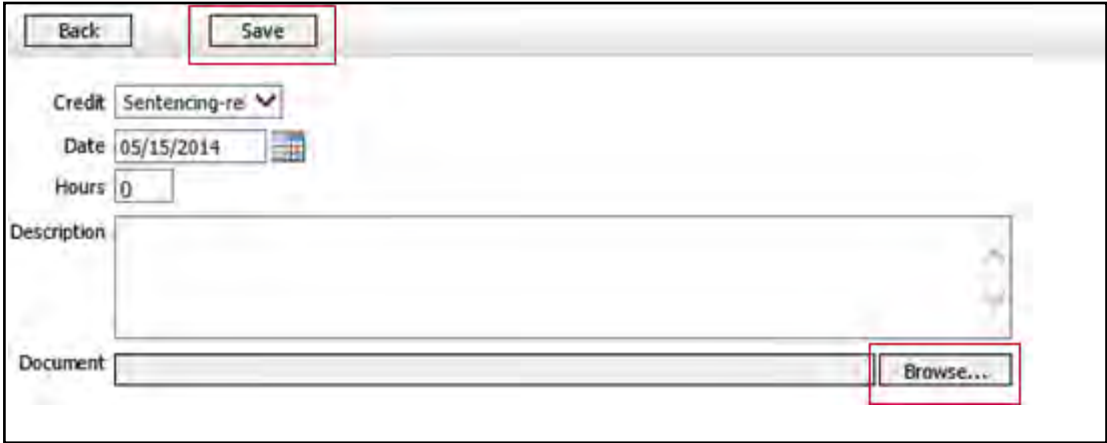 Back Save
Credit Sentencing-re
Date 05/15/2014
Hours 0
Description
Document Browse...